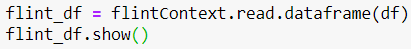 flint_df = flintContext.read.dataframe(df)
flint_df.show()